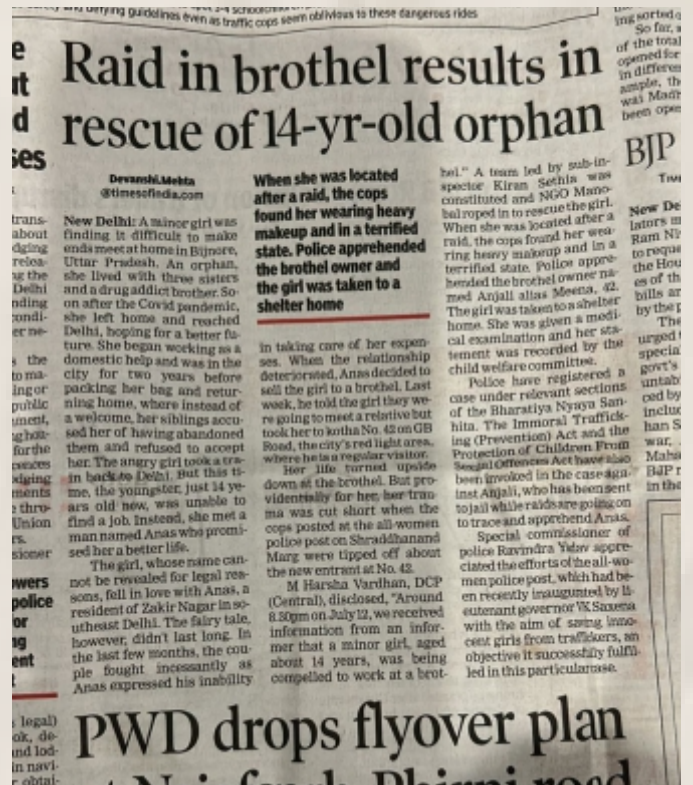 and defying guidelines even as traffic cops seem oblivious to these dangerous rides
Raid in brothel results in
rescue of 14-yr-old orphan
Devanshi.Mehta
@timesofindia.com
New Delhi: A minor girl was
finding it difficult to make
ends meet at home in Bijnore,
Uttar Pradesh. An orphan,
she lived with three sisters
and a drug addict brother. So-
on after the Covid pandemic,
she left home and reached
Delhi, hoping for a better fu-
ture. She began working as a
domestic help and was in the
city for two years before
packing her bag and retur-
ning home, where instead of
a welcome, her siblings accu-
sed her of having abandoned
them and refused to accept
her. The angry girl took a tra-
in back to Delhi. But this ti-
me, the youngster, just 14 ye-
ars old now, was unable to
find a job. Instead, she met a
man named Anas who promi-
sed her a better life.
The girl, whose name can-
not be revealed for legal rea-
sons, fell in love with Anas, a
resident of Zakir Nagar in so-
utheast Delhi. The fairy tale,
however, didn't last long. In
the last few months, the cou-
ple fought incessantly as
Anas expressed his inability
When she was located
after a raid, the cops
found her wearing heavy
makeup and in a terrified
state. Police apprehended
the brothel owner and
the girl was taken to a
shelter home
in taking care of her expen-
ses. When the relationship
deteriorated, Anas decided to
sell the girl to a brothel. Last
week, he told the girl they we-
re going to meet a relative but
took her to kotha No. 42 on GB
Road, the city's red light area,
where he is a regular visitor.
Her life turned upside
down at the brothel. But pro-
videntially for her, her trau-
ma was cut short when the
cops posted at the all-women
police post on Shraddhanand
Marg were tipped off about
the new entrant at No. 42.
M Harsha Vardhan, DCP
(Central), disclosed, "Around
8.30pm on July 12, we received
information from an infor-
mer that a minor girl, aged
about 14 years, was being
compelled to work at a brot-
hel." A team led by sub-in-
spector Kiran Sethia was
constituted and NGO Mano-
bal roped in to rescue the girl.
When she was located after a
raid, the cops found her wea-
ring heavy makeup and in a
terrified state. Police appre-
hended the brothel owner na-
med Anjali alias Meena, 42.
The girl was taken to a shelter
home. She was given a medi-
cal examination and her sta-
tement was recorded by the
child welfare committee.
Police have registered a
case under relevant sections
of the Bharatiya Nyaya San-
hita. The Immoral Traffick-
ing (Prevention) Act and the
Protection of Children From
Sexual Offences Act have also
been invoked in the case aga-
inst Anjali, who has been sent
to jail while raids are going on
to trace and apprehend Anas.
Special commissioner of
police Ravindra Yadav appre-
ciated the efforts of the all-wo-
men police post, which had be-
en recently inaugurated by li-
eutenant governor VK Saxena
with the aim of saving inno-
cent girls from traffickers, an
objective it successfully fulfil-
led in this particular case.
BJP
PWD drops flyover plan